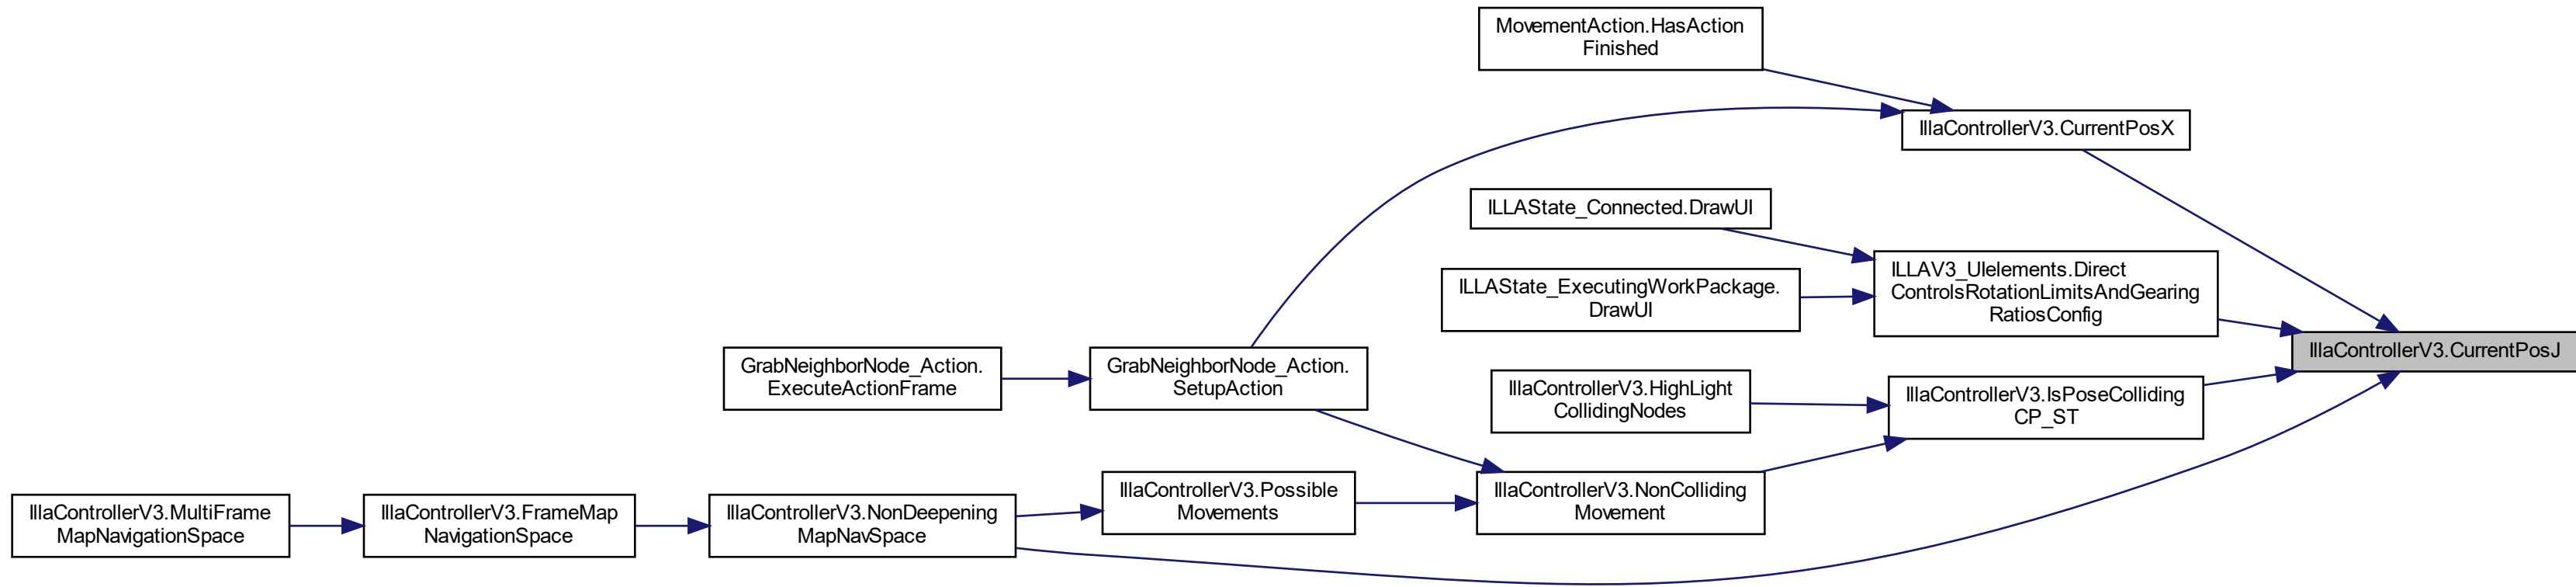 MovementAction.HasAction
Finished
IllaControllerV3.CurrentPosX
ILLAState_Connected.DrawUI
ILLAV3_UIelements.Direct
ControlsRotationLimitsAndGearing
RatiosConfig
ILLAState_ExecutingWorkPackage.
DrawUI
IllaControllerV3.CurrentPosJ
GrabNeighborNode_Action.
ExecuteActionFrame
GrabNeighborNode_Action.
SetupAction
IllaControllerV3.HighLight
CollidingNodes
IllaControllerV3.IsPoseColliding
CP_ST
IllaControllerV3.MultiFrame
MapNavigationSpace
IllaControllerV3.FrameMap
NavigationSpace
IllaControllerV3.NonDeepening
MapNavSpace
IllaControllerV3.Possible
Movements
IllaControllerV3.NonColliding
Movement